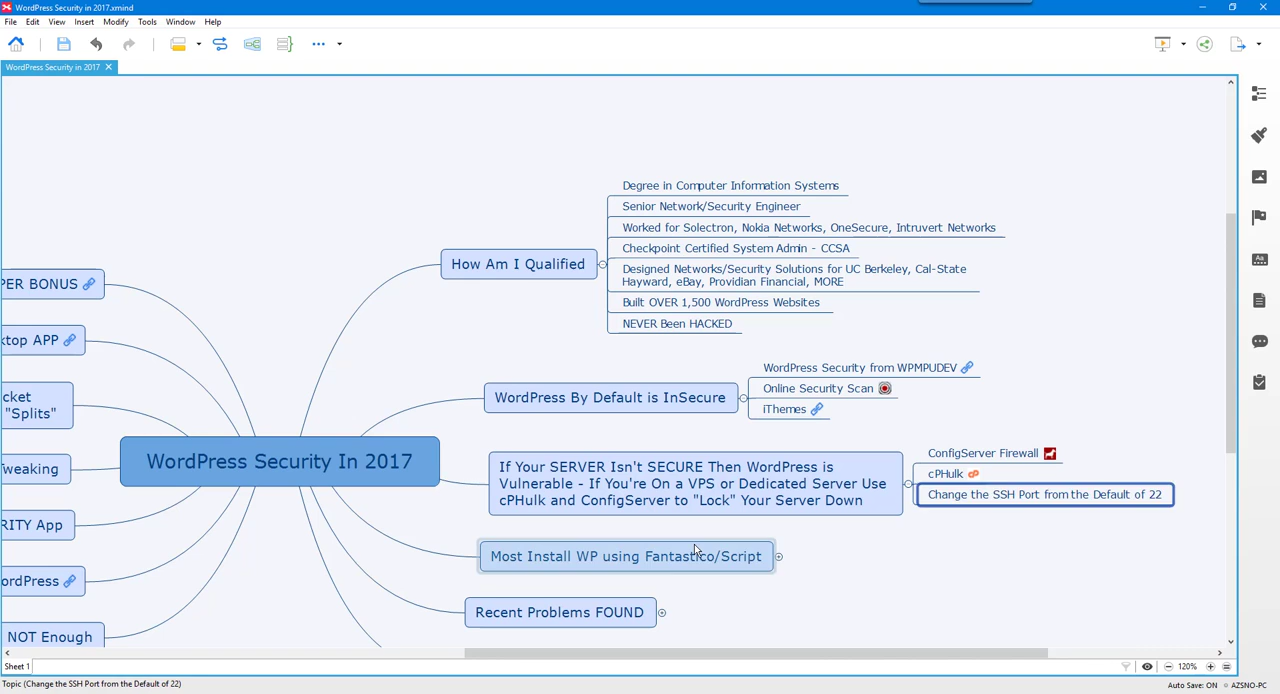 WordPress Security in 2017.xmind
File Edit View Insert Modify Tools Window Help
WordPress Security in 2017
Degree in Computer Information Systems
Senior Network/Security Engineer
How Am I Qualified
Worked for Solectron, Nokia Networks, OneSecure, Intruvert Networks
Checkpoint Certified System Admin - CCSA
Designed Networks/Security Solutions for UC Berkeley, Cal-State
Hayward, eBay, Providian Financial, MORE
Built OVER 1,500 WordPress Websites
NEVER Been HACKED
WordPress By Default is InSecure
WordPress Security from WPMPUDEV
Online Security Scan
iThemes
If Your SERVER Isn't SECURE Then WordPress is
Vulnerable - If You're On a VPS or Dedicated Server Use
cPHulk and ConfigServer to "Lock" Your Server Down
ConfigServer Firewall
cPHulk
Change the SSH Port from the Default of 22
Most Install WP using Fantastico/Script
Recent Problems FOUND
WordPress Security In 2017
PER BONUS
ktop APP
cket
"Splits"
Tweaking
RITY App
ordPress
NOT Enough
Sheet 1
120%
Topic (Change the SSH Port from the Default of 22)
Auto Save: ON
AZSNO-PC